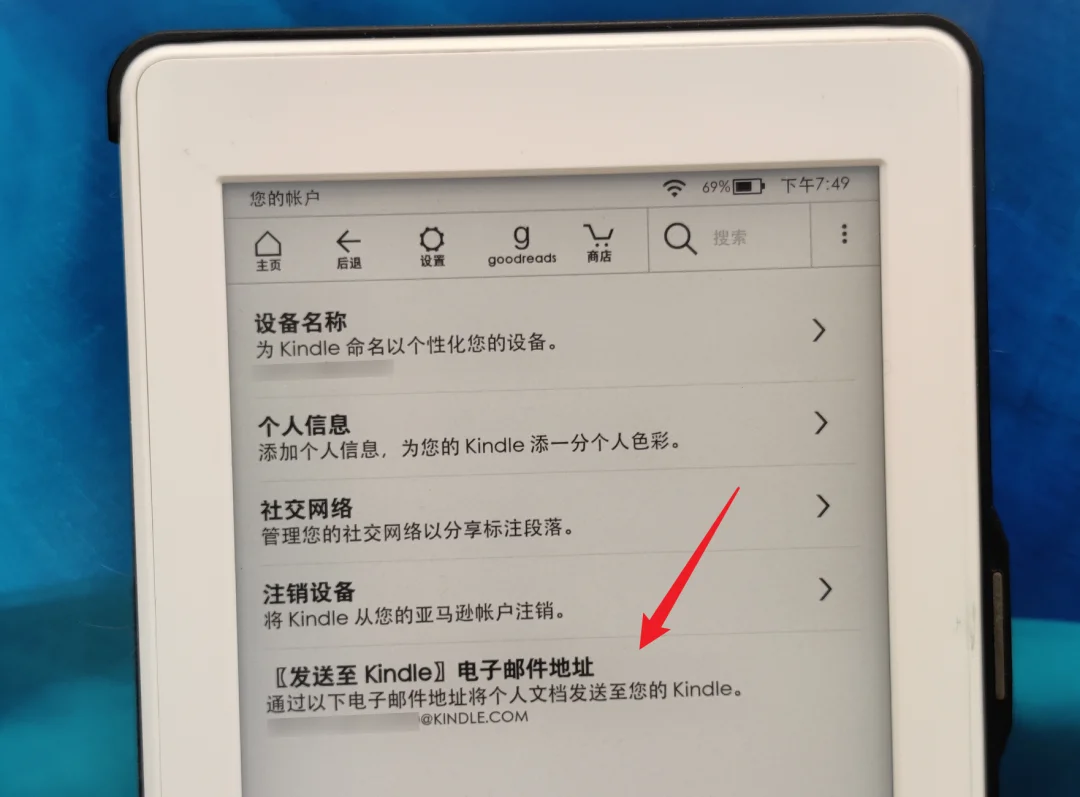 您的帐户
69%
下午7:49
主页
后退
设置
goodreads
商店
搜索
设备名称
为 Kindle 命名以个性化您的设备。
个人信息
添加个人信息，为您的 Kindle 添一分个人色彩。
社交网络
管理您的社交网络以分享标注段落。
注销设备
将 Kindle 从您的亚马逊帐户注销。
〖发送至 Kindle〗电子邮件地址
通过以下电子邮件地址将个人文档发送至您的 Kindle。
@KINDLE.COM